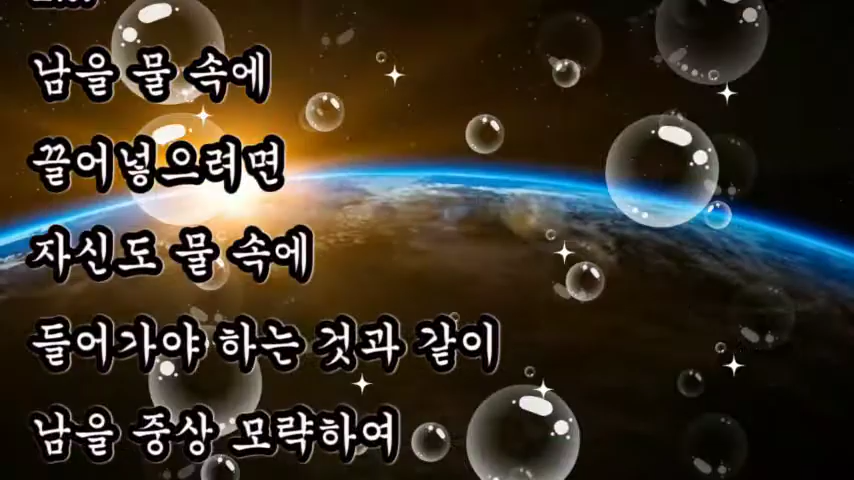 남을 물 속에
끌어넣으려면
자신도 물 속에
들어가야 하는 것과 같이
남을 중상 모략하여